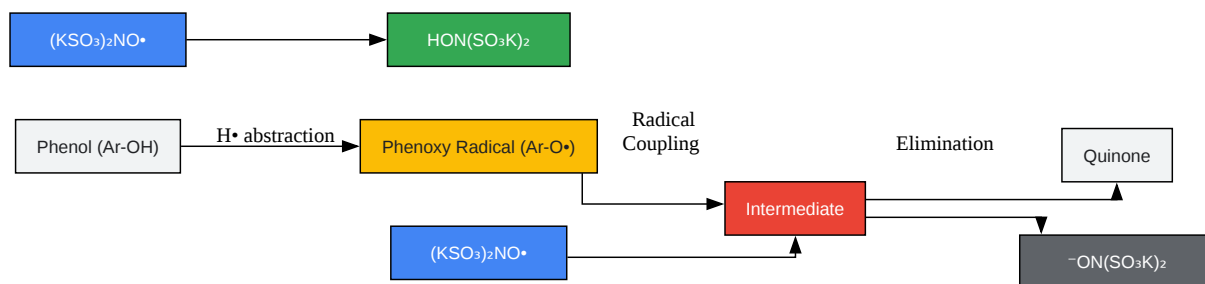 (KSO₃)₂NO•
HON(SO₃K)₂
Phenol (Ar-OH)
H• abstraction
Phenoxy Radical (Ar-O•)
Radical
Coupling
Elimination
Quinone
Intermediate
(KSO₃)₂NO•
⁻ON(SO₃K)₂